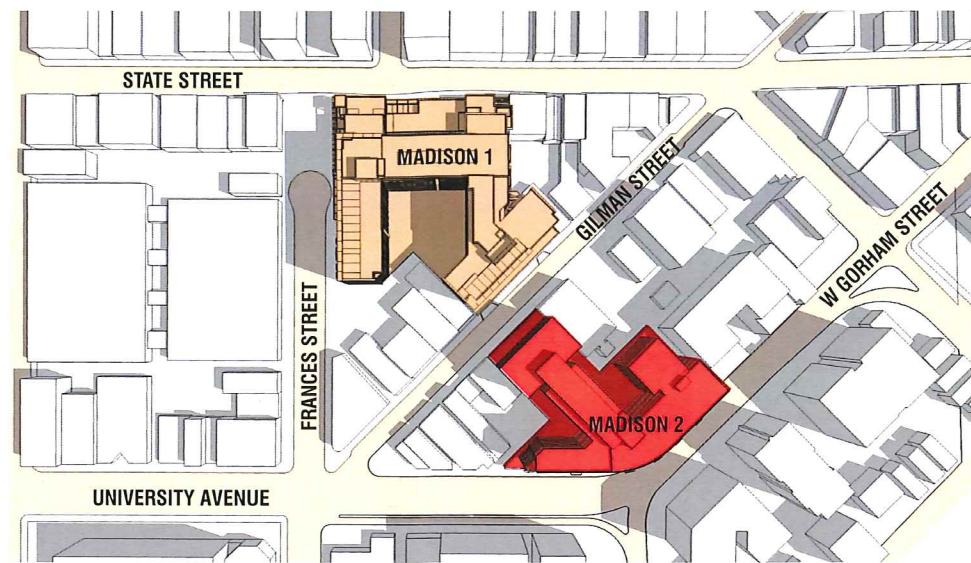 STATE STREET
MADISON 1
GILMAN STREET
W GORHAM STREET
FRANCES STREET
MADISON 2
UNIVERSITY AVENUE